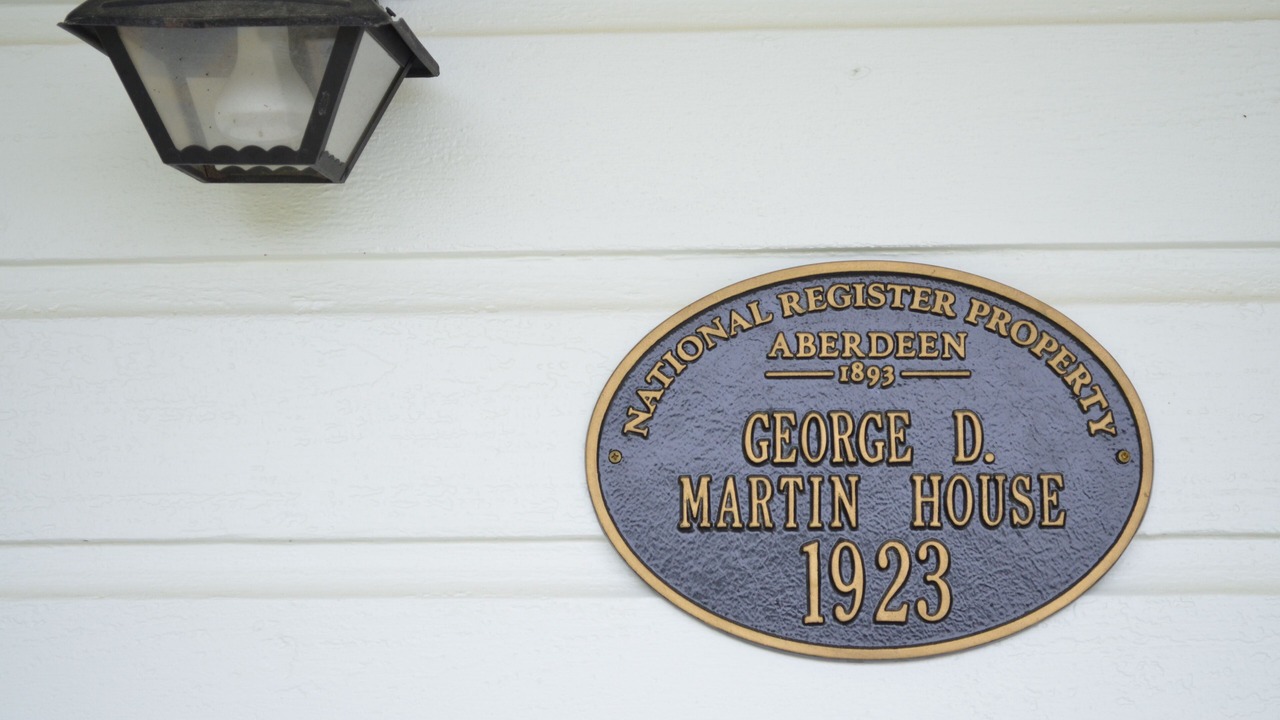 NATIONAL REGISTER PROPERTY
ABERDEEN
1893
GEORGE D.
MARTIN HOUSE
1923